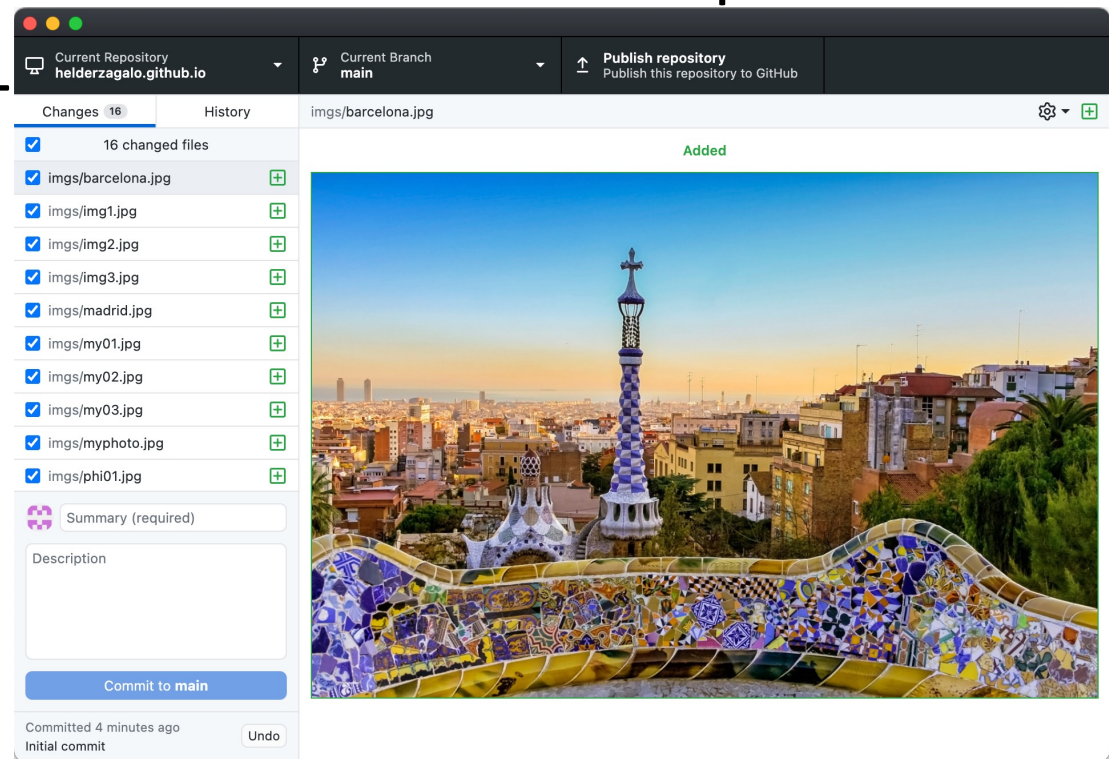 Current Repository
helderzagalo.github.io
Current Branch
main
Publish repository
Publish this repository to GitHub
Changes 16
History
imgs/barcelona.jpg
16 changed files
Added
imgs/barcelona.jpg
imgs/img1.jpg
imgs/img2.jpg
imgs/img3.jpg
imgs/madrid.jpg
imgs/my01.jpg
imgs/my02.jpg
imgs/my03.jpg
imgs/myphoto.jpg
imgs/phi01.jpg
Summary (required)
Description
Commit to main
Committed 4 minutes ago
Initial commit
Undo